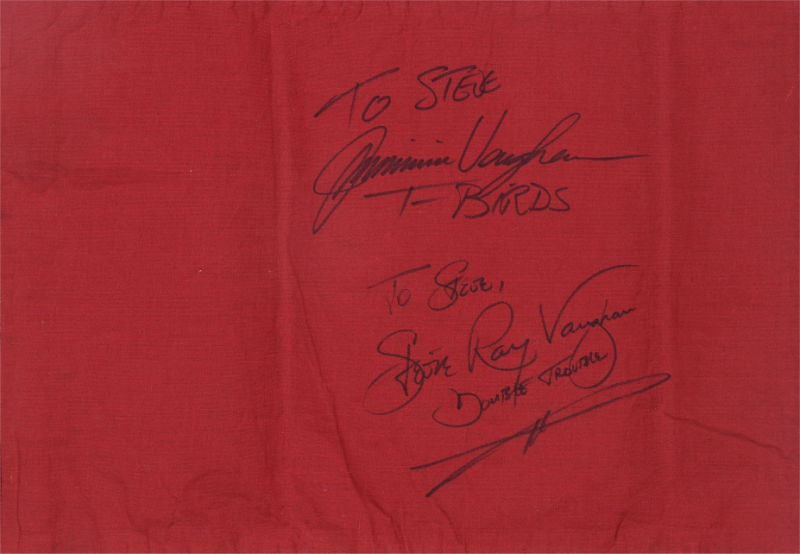 To STEVE
Jimmie Vaughan
T-BIRDS
To Steve,
Stevie Ray Vaughan
Double Trouble